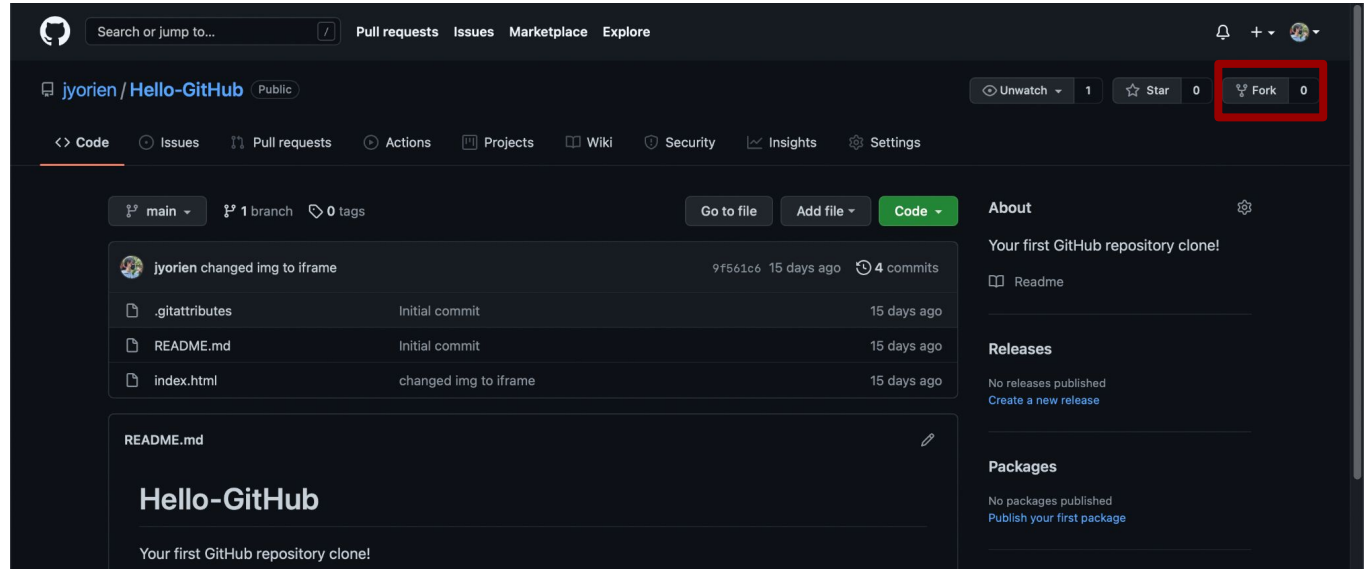 Search or jump to... / Pull requests Issues Marketplace Explore
jyorien / Hello-GitHub Public Unwatch 1 Star 0 Fork 0
<> Code Issues Pull requests Actions Projects Wiki Security Insights Settings
main 1 branch 0 tags Go to file Add file Code
jyorien changed img to iframe 9f561c6 15 days ago 4 commits
.gitattributes Initial commit 15 days ago
README.md Initial commit 15 days ago
index.html changed img to iframe 15 days ago
README.md
Hello-GitHub
Your first GitHub repository clone!
About
Your first GitHub repository clone!
Readme
Releases
No releases published
Create a new release
Packages
No packages published
Publish your first package